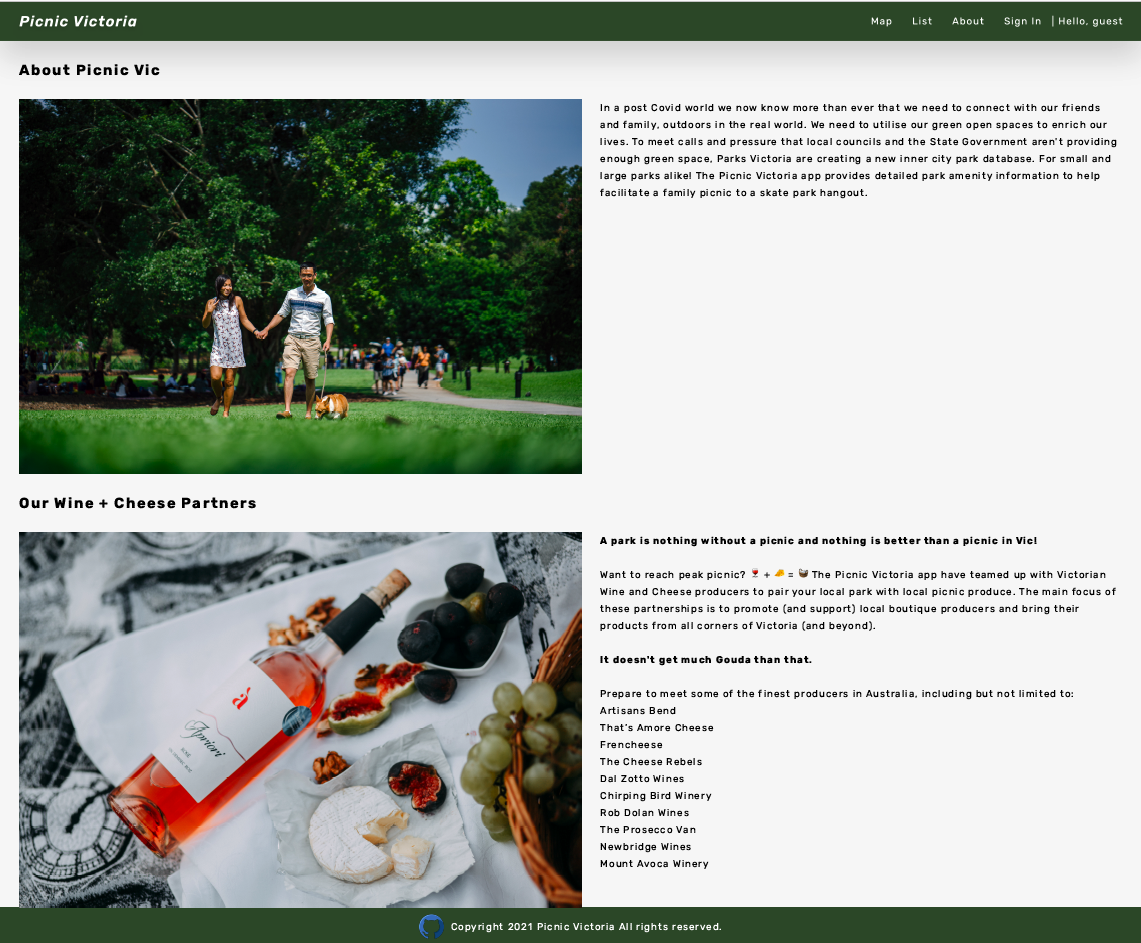 Picnic Victoria
Map List About Sign In | Hello, guest
About Picnic Vic
In a post Covid world we now know more than ever that we need to connect with our friends
and family, outdoors in the real world. We need to utilise our green open spaces to enrich our
lives. To meet calls and pressure that local councils and the State Government aren't providing
enough green space, Parks Victoria are creating a new inner city park database. For small and
large parks alike! The Picnic Victoria app provides detailed park amenity information to help
facilitate a family picnic to a skate park hangout.
Our Wine + Cheese Partners
Apriori
A park is nothing without a picnic and nothing is better than a picnic in Vic!
Want to reach peak picnic? 🍷 + 🧀 = 🧺 The Picnic Victoria app have teamed up with Victorian
Wine and Cheese producers to pair your local park with local picnic produce. The main focus of
these partnerships is to promote (and support) local boutique producers and bring their
products from all corners of Victoria (and beyond).
It doesn't get much Gouda than that.
Prepare to meet some of the finest producers in Australia, including but not limited to:
Artisans Bend
That's Amore Cheese
Frencheese
The Cheese Rebels
Dal Zotto Wines
Chirping Bird Winery
Rob Dolan Wines
The Prosecco Van
Newbridge Wines
Mount Avoca Winery
Copyright 2021 Picnic Victoria All rights reserved.